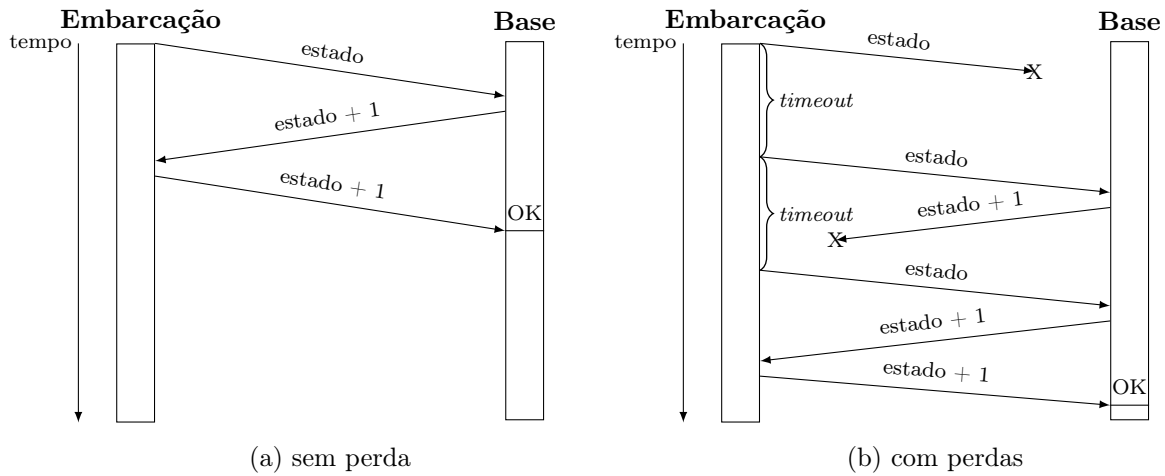 Embarcação
Base
tempo
estado
estado + 1
estado + 1
OK
(a) sem perda
Embarcação
Base
tempo
estado
X
timeout
estado
estado + 1
timeout
X
estado
estado + 1
estado + 1
OK
(b) com perdas